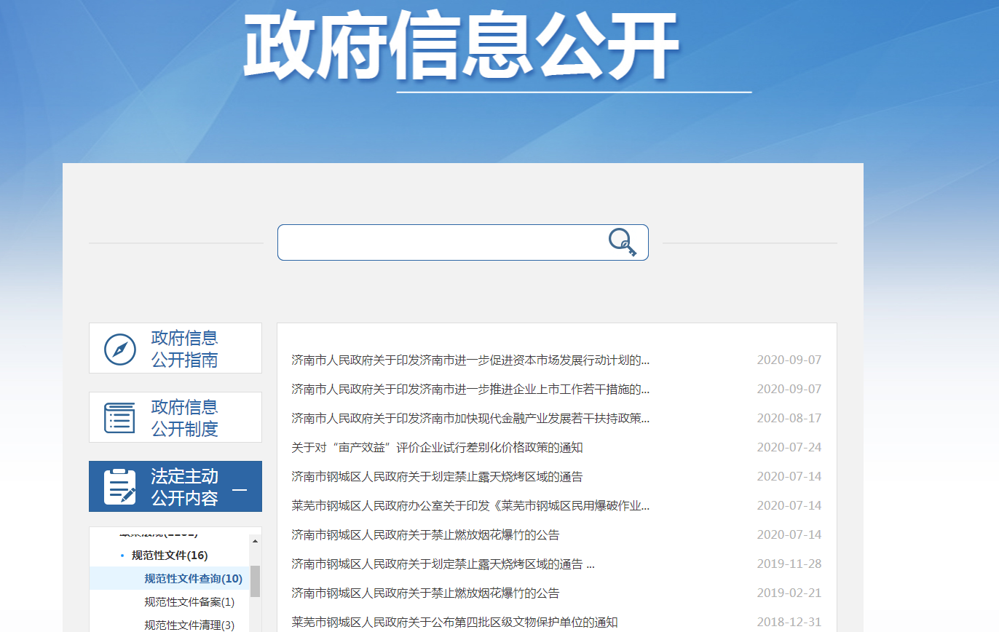 政府信息公开
政府信息
公开指南
政府信息
公开制度
法定主动
公开内容
规范性文件(16)
规范性文件查询(10)
规范性文件备案(1)
规范性文件清理(3)
济南市人民政府关于印发济南市进一步促进资本市场发展行动计划的... 2020-09-07
济南市人民政府关于印发济南市进一步推进企业上市工作若干措施的... 2020-09-07
济南市人民政府关于印发济南市加快现代金融产业发展若干扶持政策... 2020-08-17
关于对“亩产效益”评价企业试行差别化价格政策的通知 2020-07-24
济南市钢城区人民政府关于划定禁止露天烧烤区域的通告 2020-07-14
莱芜市钢城区人民政府办公室关于印发《莱芜市钢城区民用爆破作业... 2020-07-14
济南市钢城区人民政府关于禁止燃放烟花爆竹的公告 2020-07-14
济南市钢城区人民政府关于划定禁止露天烧烤区域的通告 ... 2019-11-28
济南市钢城区人民政府关于禁止燃放烟花爆竹的公告 2019-02-21
莱芜市钢城区人民政府关于公布第四批区级文物保护单位的通知 2018-12-31